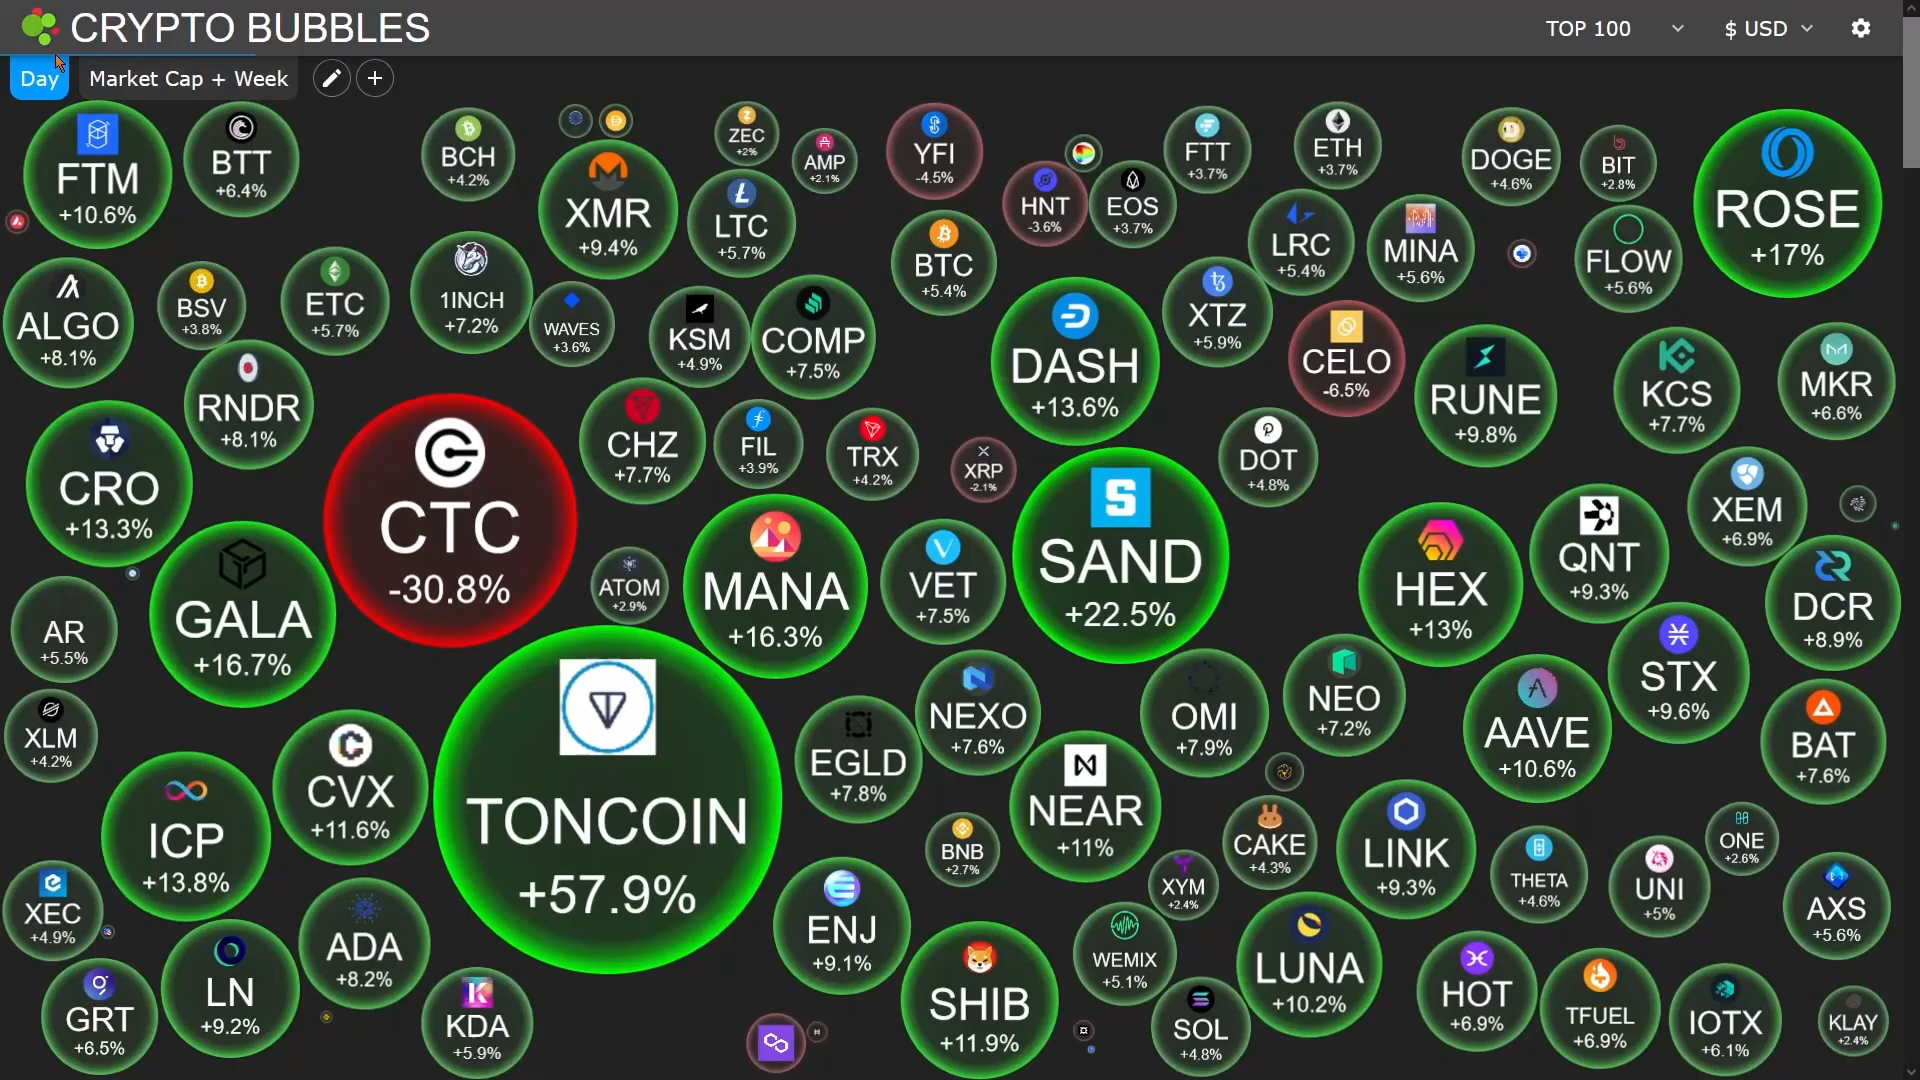 CRYPTO BUBBLES
TOP 100
$ USD
Day
Market Cap + Week
FTM
+10.6%
BTT
+6.4%
BCH
+4.2%
XMR
+9.4%
ZEC
+2%
LTC
+5.7%
AMP
+2.1%
YFI
-4.5%
HNT
-3.6%
EOS
+3.7%
FTT
+3.7%
ETH
+3.7%
DOGE
+4.6%
BIT
+2.8%
ROSE
+17%
ALGO
+8.1%
BSV
+3.8%
ETC
+5.7%
1INCH
+7.2%
WAVES
+3.6%
KSM
+4.9%
COMP
+7.5%
BTC
+5.4%
DASH
+13.6%
XTZ
+5.9%
LRC
+5.4%
MINA
+5.6%
FLOW
+5.6%
CELO
-6.5%
RUNE
+9.8%
KCS
+7.7%
MKR
+6.6%
RNDR
+8.1%
CRO
+13.3%
CTC
-30.8%
CHZ
+7.7%
FIL
+3.9%
TRX
+4.2%
XRP
-2.1%
DOT
+4.8%
SAND
+22.5%
XEM
+6.9%
GALA
+16.7%
ATOM
+2.9%
MANA
+16.3%
VET
+7.5%
HEX
+13%
QNT
+9.3%
DCR
+8.9%
AR
+5.5%
STX
+9.6%
XLM
+4.2%
NEXO
+7.6%
OMI
+7.9%
NEO
+7.2%
AAVE
+10.6%
BAT
+7.6%
ICP
+13.8%
CVX
+11.6%
TONCOIN
+57.9%
EGLD
+7.8%
NEAR
+11%
BNB
+2.7%
CAKE
+4.3%
LINK
+9.3%
ONE
+2.6%
XYM
+2.4%
THETA
+4.6%
UNI
+5%
AXS
+5.6%
XEC
+4.9%
ADA
+8.2%
ENJ
+9.1%
WEMIX
+5.1%
LUNA
+10.2%
GRT
+6.5%
LN
+9.2%
KDA
+5.9%
SHIB
+11.9%
SOL
+4.8%
HOT
+6.9%
TFUEL
+6.9%
IOTX
+6.1%
KLAY
+2.4%